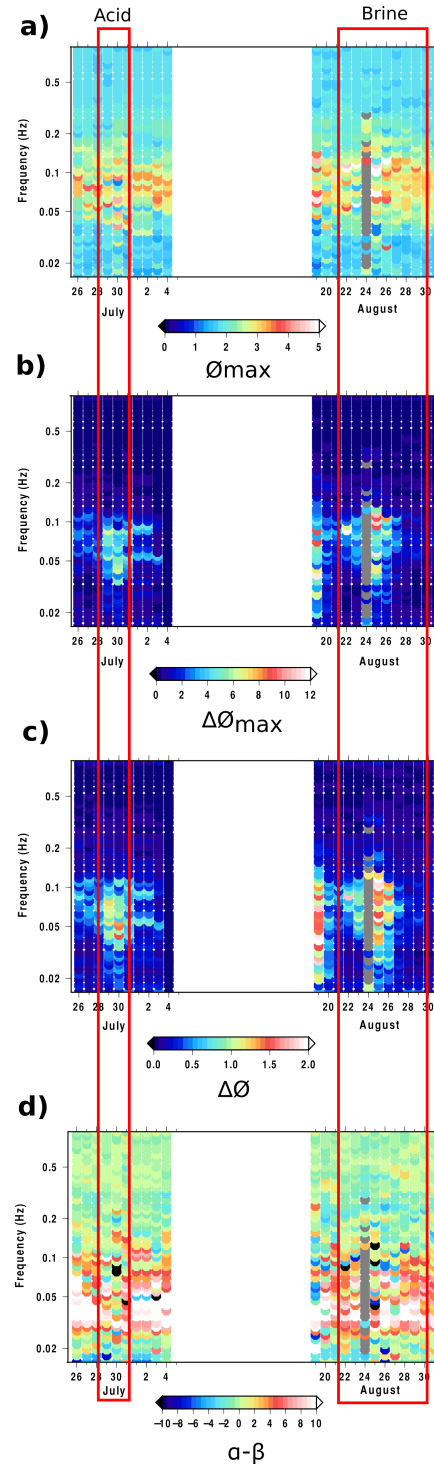 Acid Brine
a)
Frequency (Hz)
0.5
0.2
0.1
0.05
0.02
26 28 30 2 4 20 22 24 26 28 30
July August
0 1 2 3 4 5
Ømax
b)
Frequency (Hz)
0.5
0.2
0.1
0.05
0.02
26 28 30 2 4 20 22 24 26 28 30
July August
0 2 4 6 8 10 12
ΔØmax
c)
Frequency (Hz)
0.5
0.2
0.1
0.05
0.02
26 28 30 2 4 20 22 24 26 28 30
July August
0.0 0.5 1.0 1.5 2.0
ΔØ
d)
Frequency (Hz)
0.5
0.2
0.1
0.05
0.02
26 28 30 2 4 20 22 24 26 28 30
July August
−10 −8 −6 −4 −2 0 2 4 6 8 10
α-β